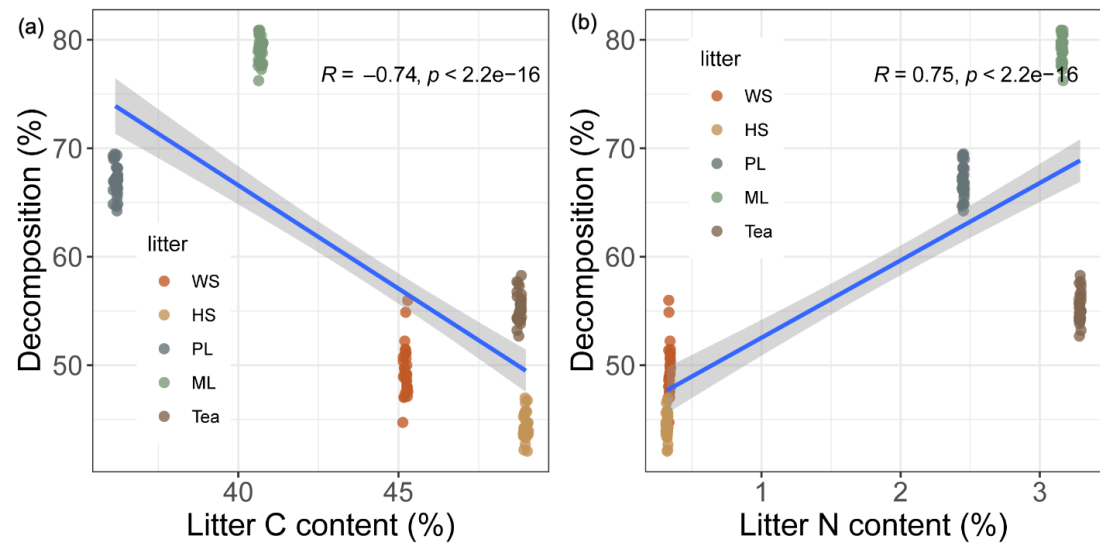 (a)
R = −0.74, p < 2.2e−16
litter
WS
HS
PL
ML
Tea
80
70
60
50
40
45
Decomposition (%)
Litter C content (%)
(b)
R = 0.75, p < 2.2e−16
litter
WS
HS
PL
ML
Tea
80
70
60
50
1
2
3
Decomposition (%)
Litter N content (%)